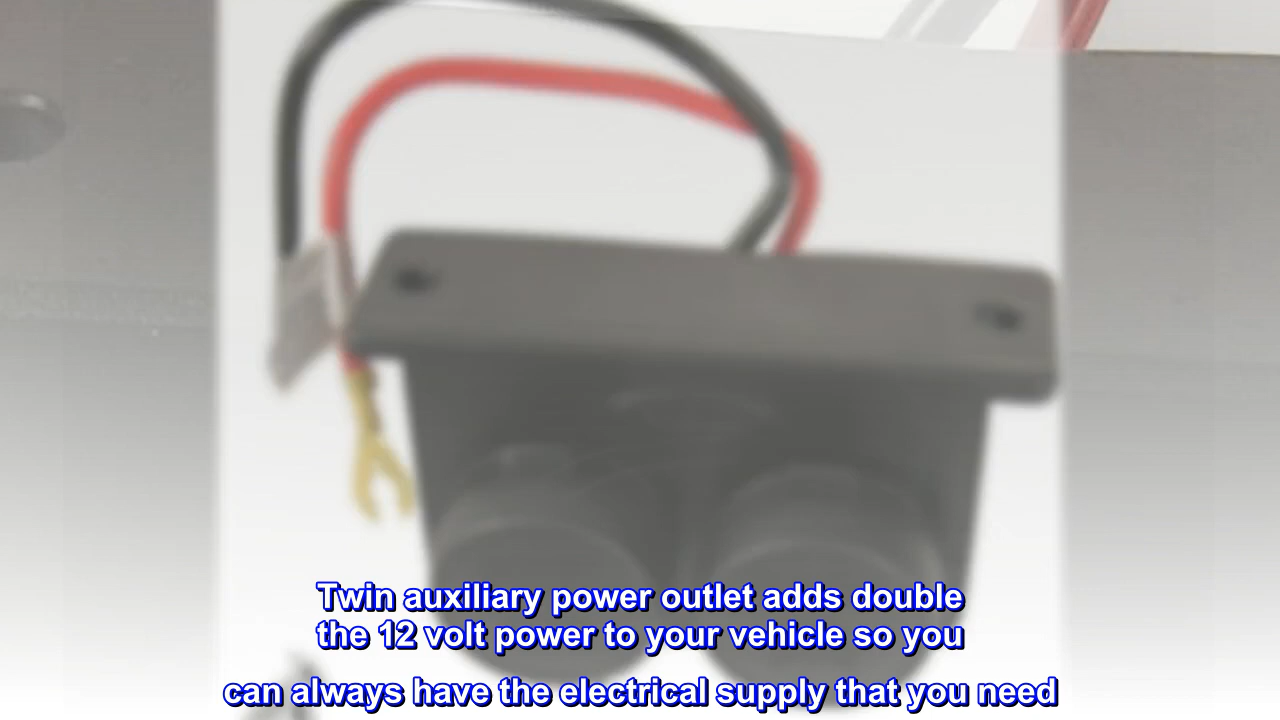 Twin auxiliary power outlet adds double
the 12 volt power to your vehicle so you
can always have the electrical supply that you need